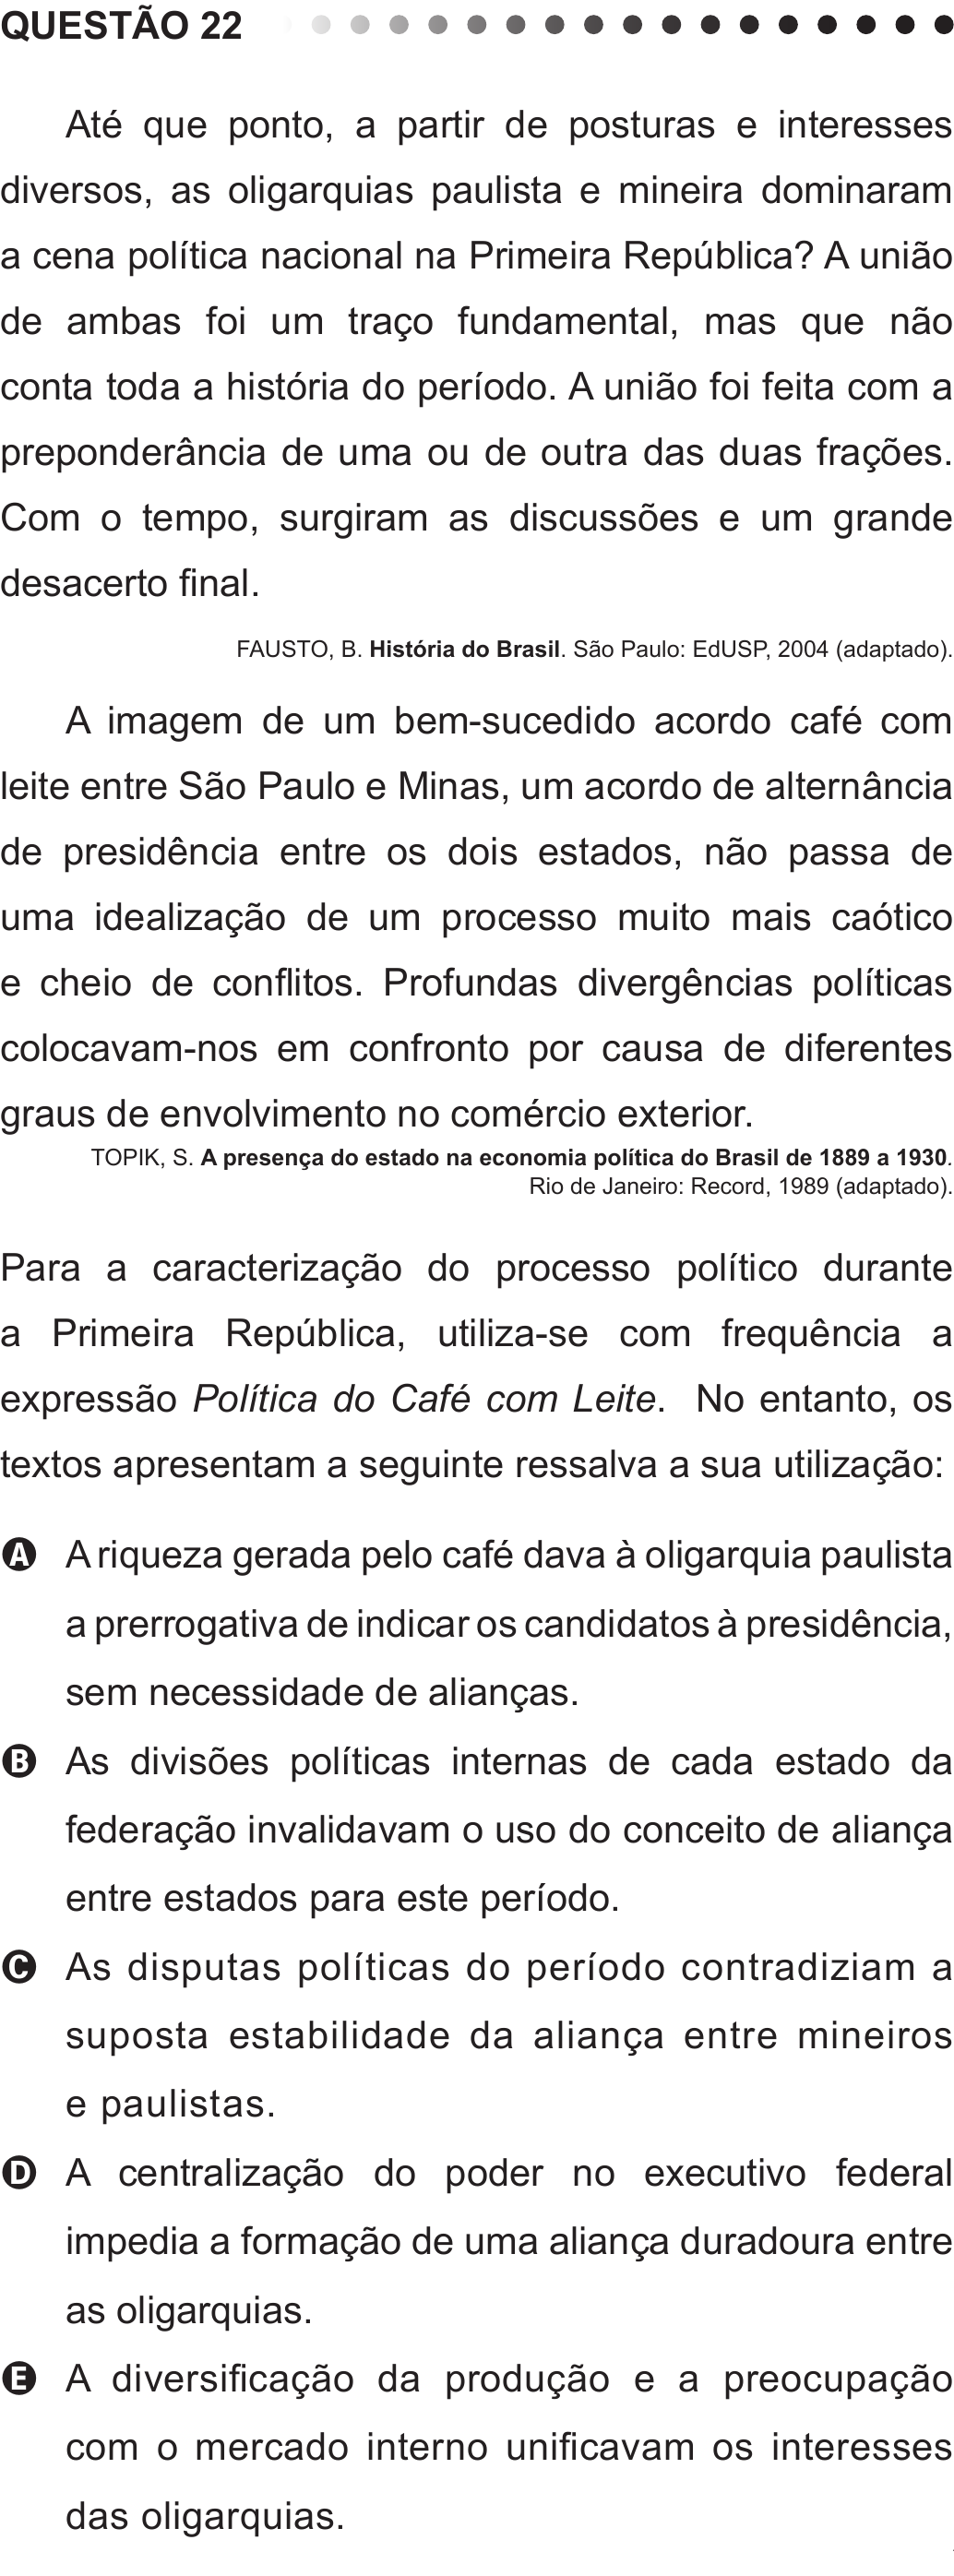 QUESTÃO 22
Até que ponto, a partir de posturas e interesses
diversos, as oligarquias paulista e mineira dominaram
a cena política nacional na Primeira República? A união
de ambas foi um traço fundamental, mas que não
conta toda a história do período. A união foi feita com a
preponderância de uma ou de outra das duas frações.
Com o tempo, surgiram as discussões e um grande
desacerto final.
FAUSTO, B. História do Brasil. São Paulo: EdUSP, 2004 (adaptado).
A imagem de um bem-sucedido acordo café com
leite entre São Paulo e Minas, um acordo de alternância
de presidência entre os dois estados, não passa de
uma idealização de um processo muito mais caótico
e cheio de conflitos. Profundas divergências políticas
colocavam-nos em confronto por causa de diferentes
graus de envolvimento no comércio exterior.
TOPIK, S. A presença do estado na economia política do Brasil de 1889 a 1930.
Rio de Janeiro: Record, 1989 (adaptado).
Para a caracterização do processo político durante
a Primeira República, utiliza-se com frequência a
expressão Política do Café com Leite. No entanto, os
textos apresentam a seguinte ressalva a sua utilização:
A A riqueza gerada pelo café dava à oligarquia paulista
a prerrogativa de indicar os candidatos à presidência,
sem necessidade de alianças.
B As divisões políticas internas de cada estado da
federação invalidavam o uso do conceito de aliança
entre estados para este período.
C As disputas políticas do período contradiziam a
suposta estabilidade da aliança entre mineiros
e paulistas.
D A centralização do poder no executivo federal
impedia a formação de uma aliança duradoura entre
as oligarquias.
E A diversificação da produção e a preocupação
com o mercado interno unificavam os interesses
das oligarquias.